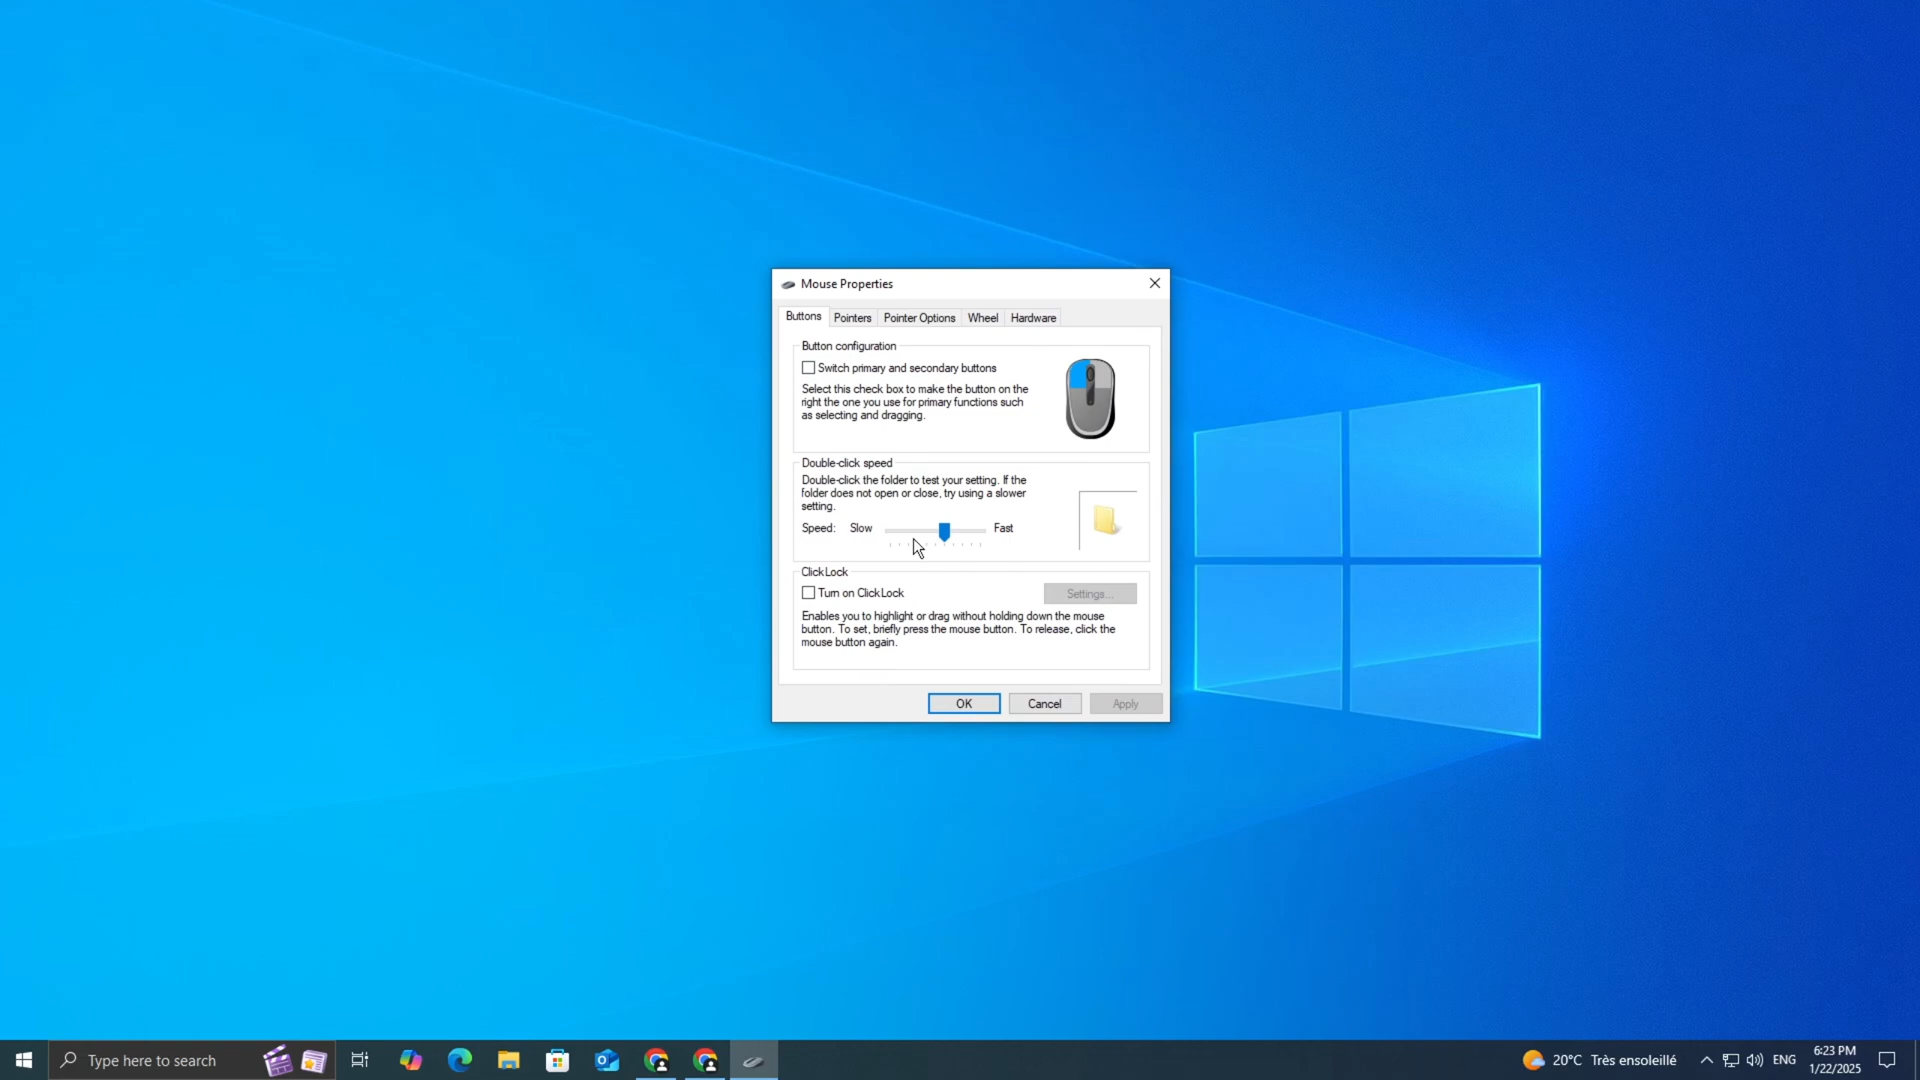 Mouse Properties
Buttons Pointers Pointer Options Wheel Hardware
Button configuration
Switch primary and secondary buttons
Select this check box to make the button on the
right the one you use for primary functions such
as selecting and dragging.
Double-click speed
Double-click the folder to test your setting. If the
folder does not open or close, try using a slower
setting.
Speed: Slow Fast
ClickLock
Turn on ClickLock Settings...
Enables you to highlight or drag without holding down the mouse
button. To set, briefly press the mouse button. To release, click the
mouse button again.
OK Cancel Apply
Type here to search
20°C Très ensoleillé
ENG
6:23 PM
1/22/2025